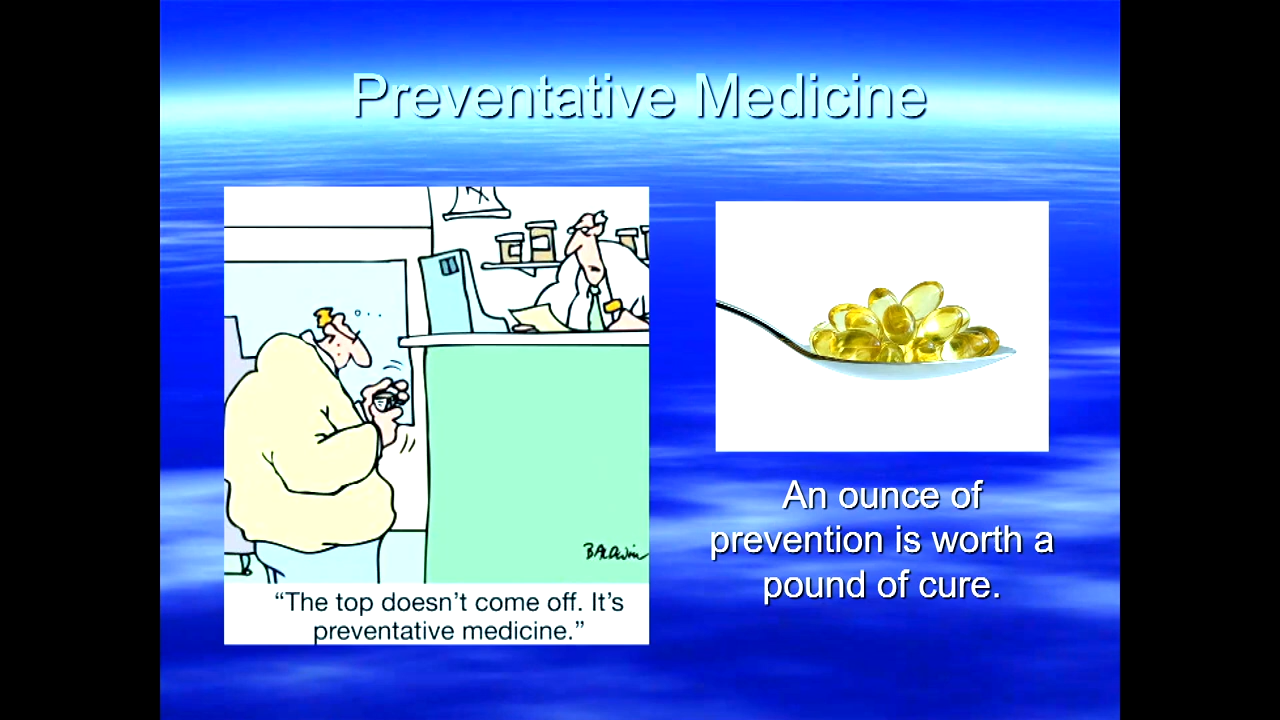 Preventative Medicine
BALDWIN
“The top doesn’t come off. It’s
preventative medicine.”
An ounce of
prevention is worth a
pound of cure.